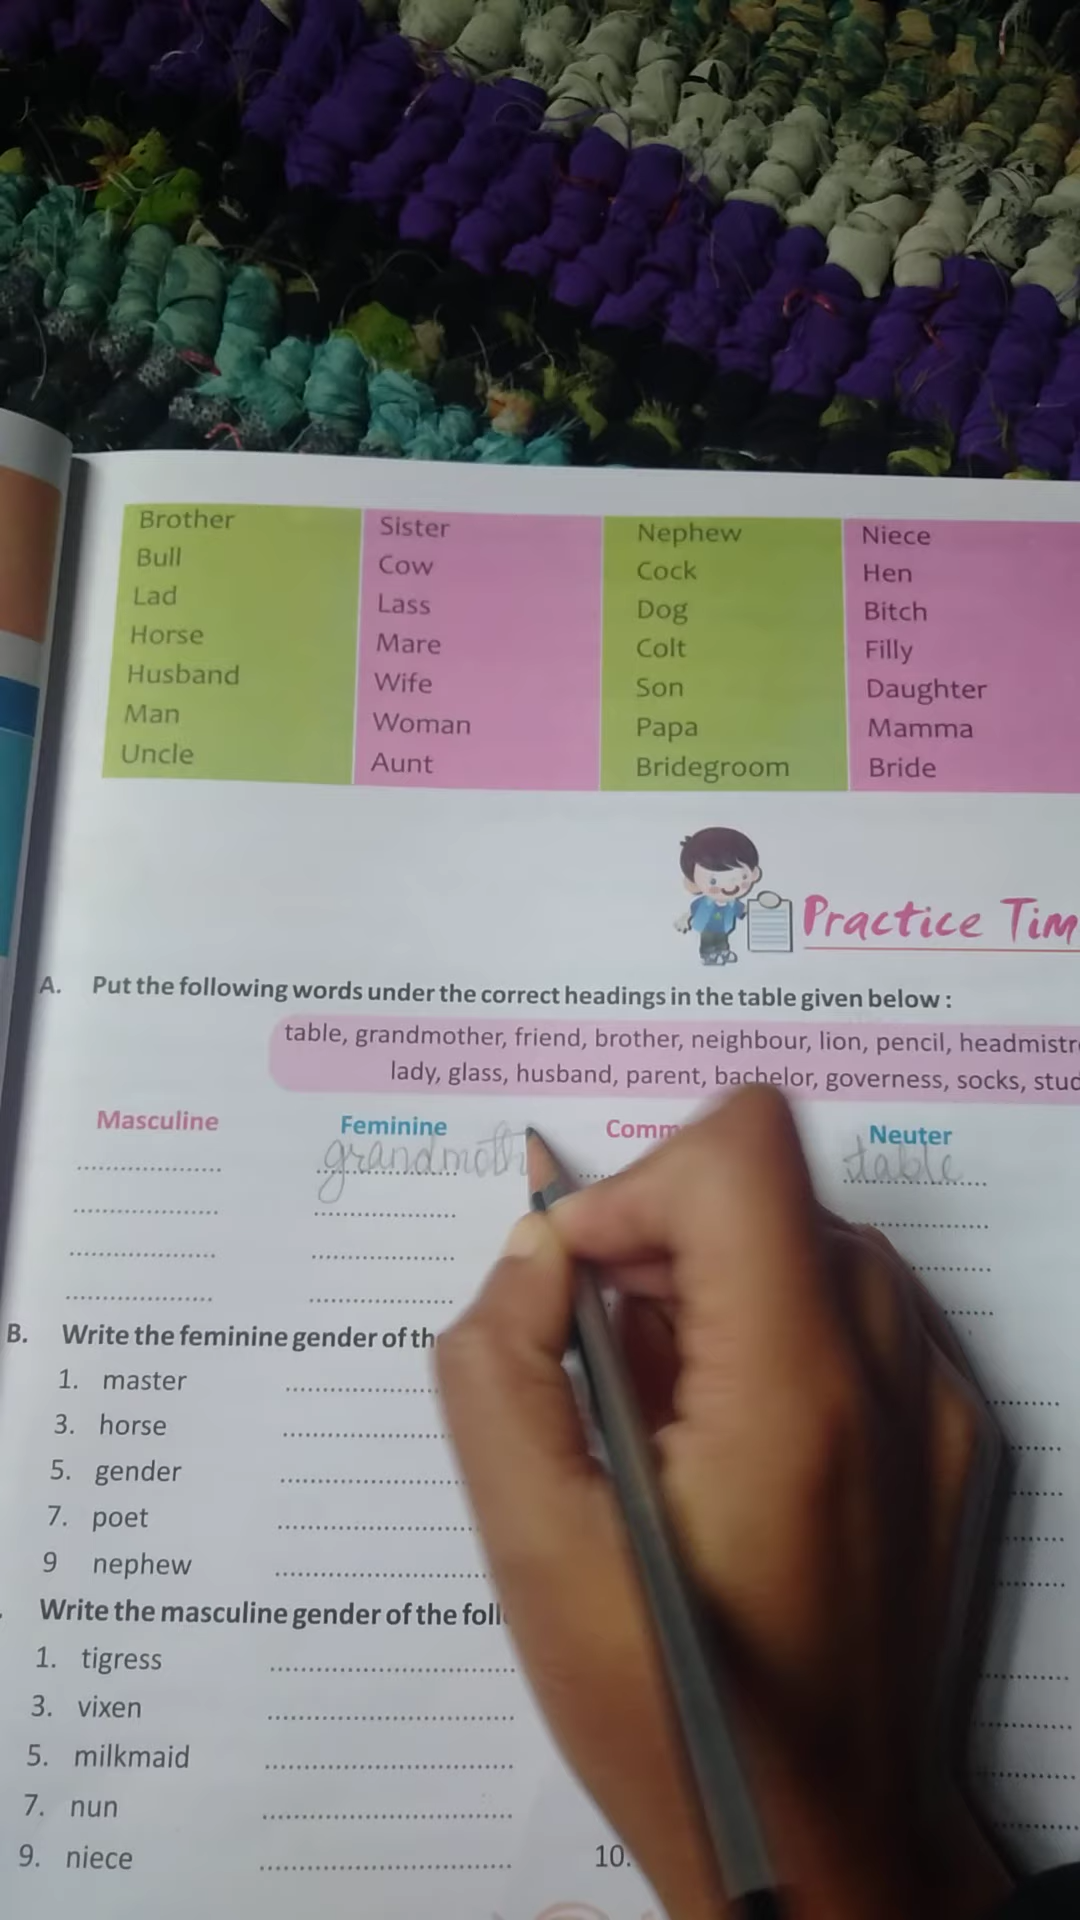 Brother Sister Nephew Niece
Bull Cow Cock Hen
Lad Lass Dog Bitch
Horse Mare Colt Filly
Husband Wife Son Daughter
Man Woman Papa Mamma
Uncle Aunt Bridegroom Bride
Practice Tim
A. Put the following words under the correct headings in the table given below :
table, grandmother, friend, brother, neighbour, lion, pencil, headmistr
lady, glass, husband, parent, bachelor, governess, socks, stud
Masculine Feminine Comm Neuter
grandmoth table
B. Write the feminine gender of th
1. master
3. horse
5. gender
7. poet
9 nephew
Write the masculine gender of the foll
1. tigress
3. vixen
5. milkmaid
7. nun
9. niece 10.